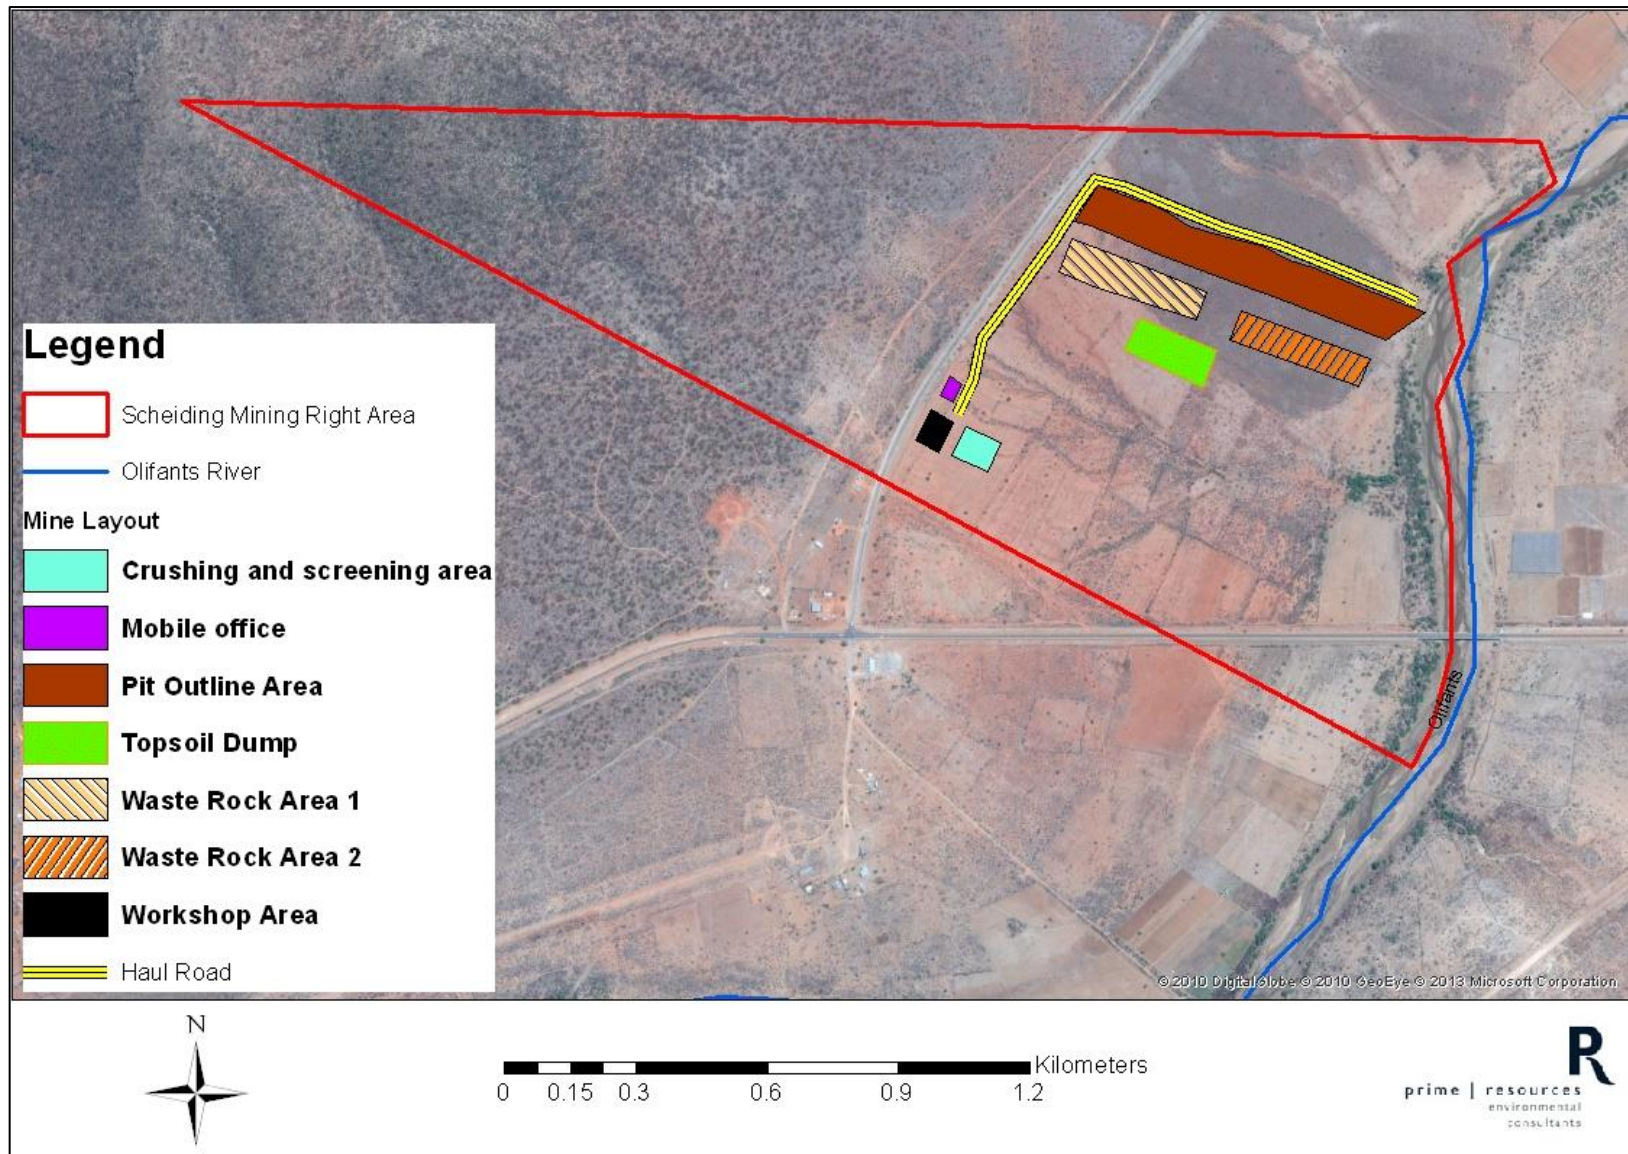 Legend
Scheiding Mining Right Area
Olifants River
Mine Layout
Crushing and screening area
Mobile office
Pit Outline Area
Topsoil Dump
Waste Rock Area 1
Waste Rock Area 2
Workshop Area
Haul Road
Olifants
© 2010 DigitalGlobe © 2010 GeoEye © 2013 Microsoft Corporation
N
Kilometers
0 0.15 0.3 0.6 0.9 1.2
PR
prime | resources
environmental
consultants